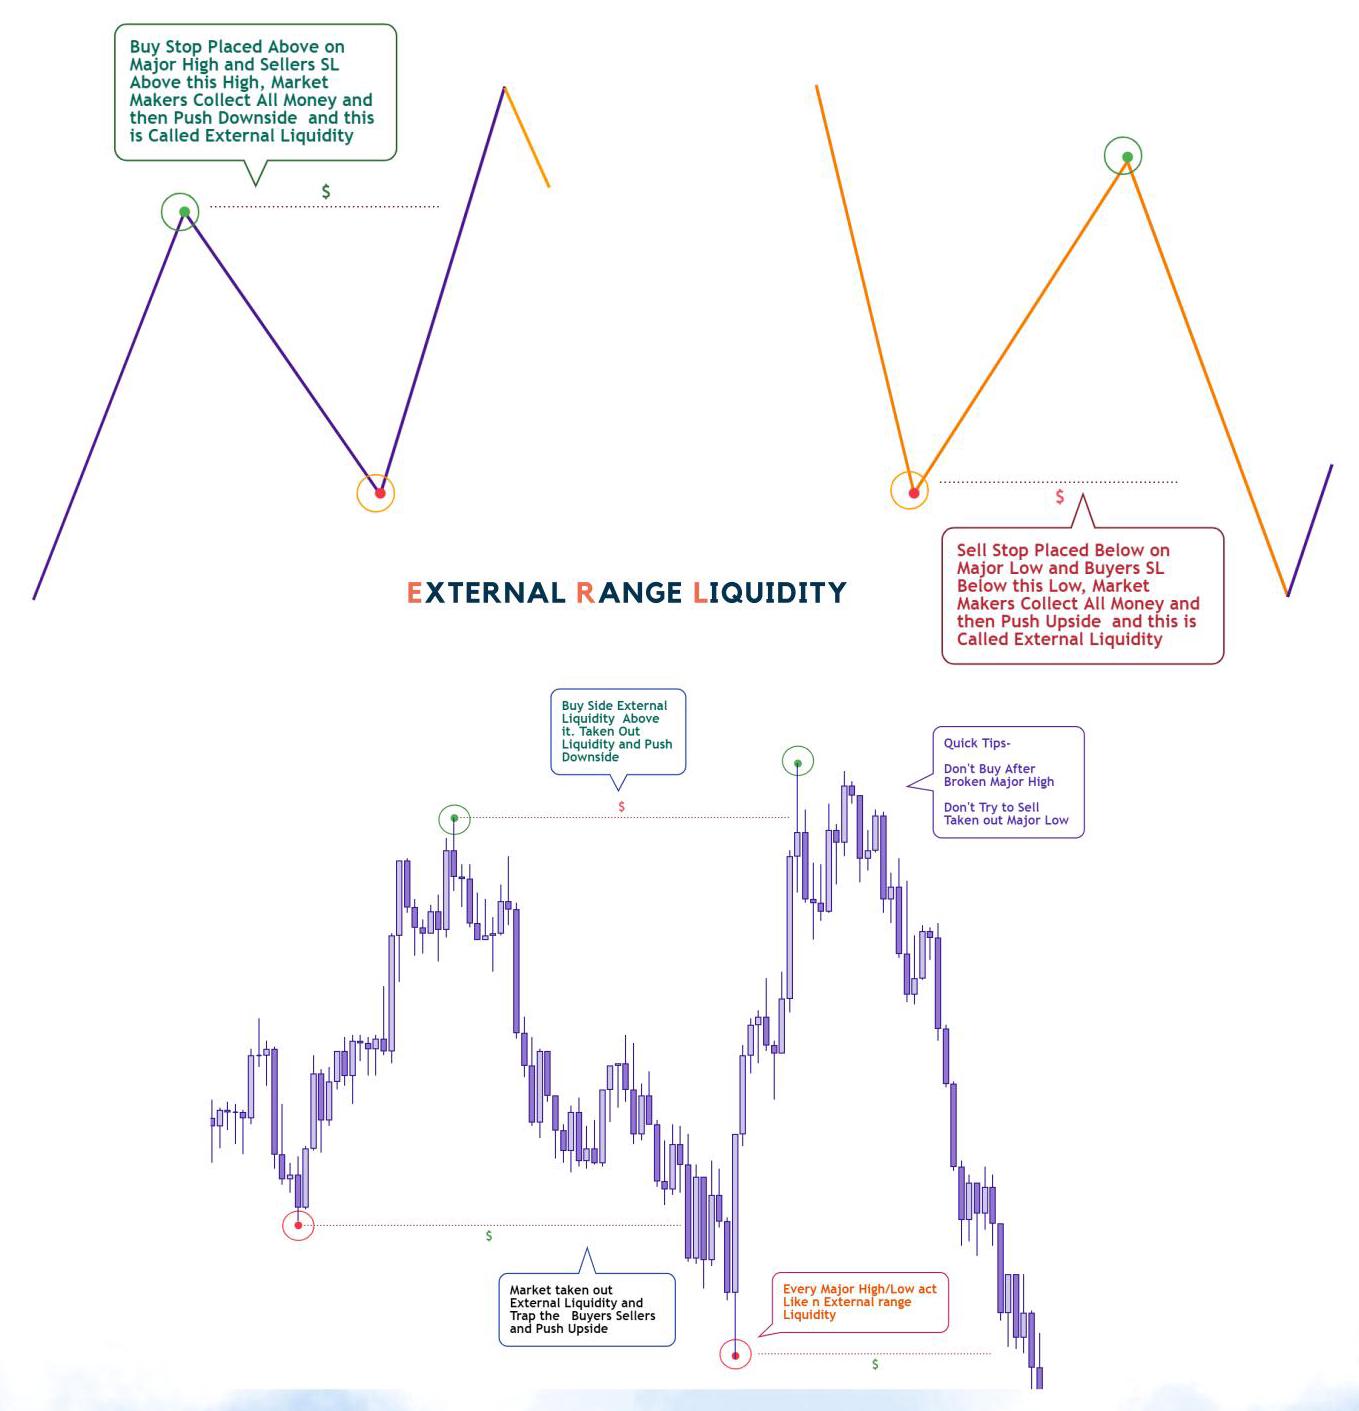 Buy Stop Placed Above on
Major High and Sellers SL
Above this High, Market
Makers Collect All Money and
then Push Downside and this
is Called External Liquidity
$
$
Sell Stop Placed Below on
Major Low and Buyers SL
Below this Low, Market
Makers Collect All Money and
then Push Upside and this is
Called External Liquidity
EXTERNAL RANGE LIQUIDITY
Buy Side External
Liquidity Above
it. Taken Out
Liquidity and Push
Downside
$
Quick Tips-
Don't Buy After
Broken Major High
Don't Try to Sell
Taken out Major Low
$
Market taken out
External Liquidity and
Trap the Buyers Sellers
and Push Upside
Every Major High/Low act
Like n External range
Liquidity
$